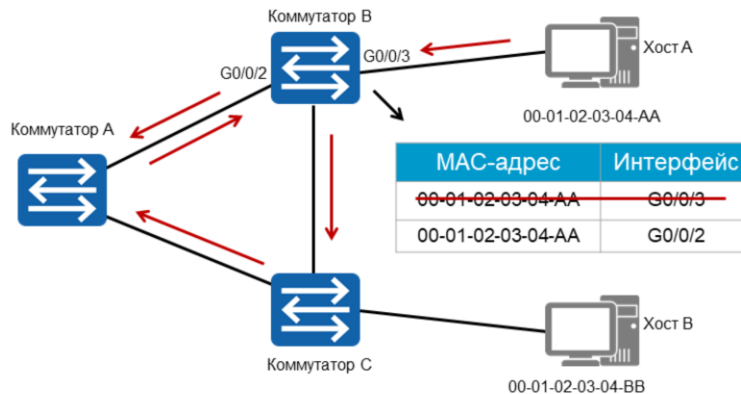 Коммутатор B
G0/0/3
Хост A
G0/0/2
00-01-02-03-04-AA
Коммутатор A
MAC-адрес Интерфейс
00-01-02-03-04-AA G0/0/3
00-01-02-03-04-AA G0/0/2
Хост B
Коммутатор C
00-01-02-03-04-BB